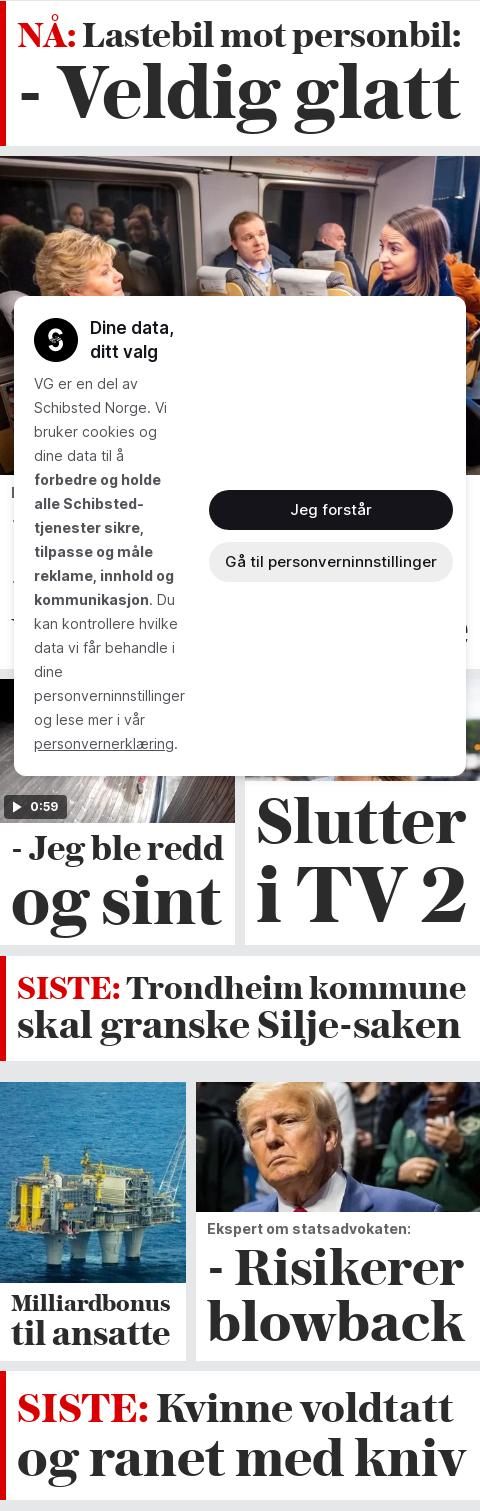 NÅ: Lastebil mot personbil:
- Veldig glatt
Dine data,
ditt valg
VG er en del av
Schibsted Norge. Vi
bruker cookies og
dine data til å
forbedre og holde
alle Schibsted-
tjenester sikre,
tilpasse og måle
reklame, innhold og
kommunikasjon. Du
kan kontrollere hvilke
data vi får behandle i
dine
personverninnstillinger
og lese mer i vår
personvernerklæring.
Jeg forstår
Gå til personverninnstillinger
0:59
- Jeg ble redd
og sint
Slutter
i TV 2
SISTE: Trondheim kommune
skal granske Silje-saken
Milliardbonus
til ansatte
Ekspert om statsadvokaten:
- Risikerer
blowback
SISTE: Kvinne voldtatt
og ranet med kniv